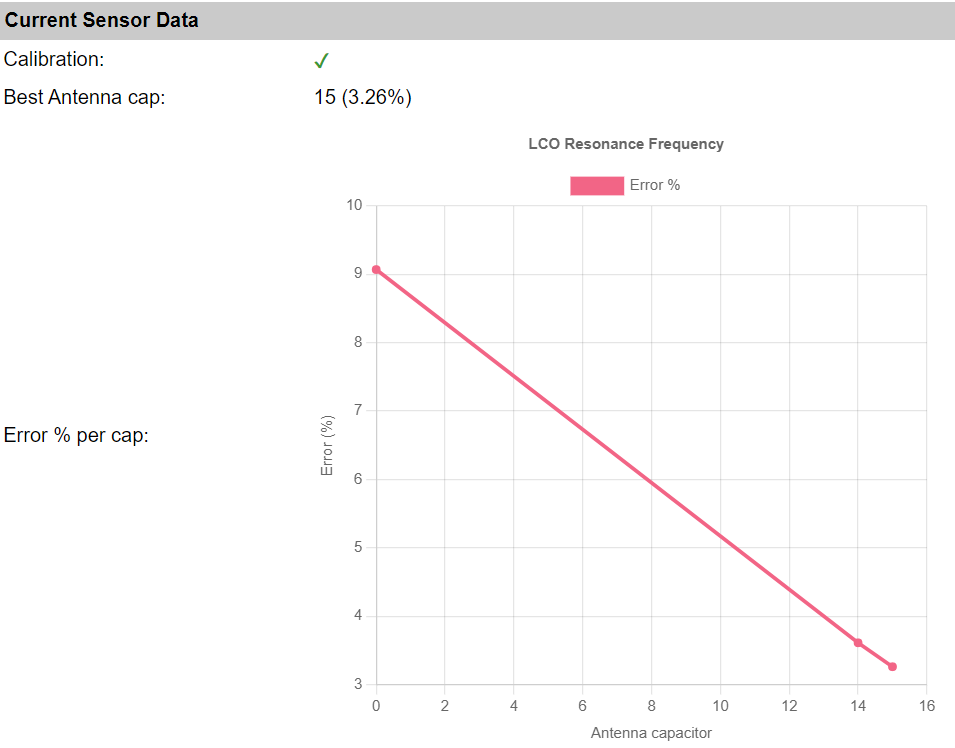 Current Sensor Data
Calibration: ✓
Best Antenna cap: 15 (3.26%)
LCO Resonance Frequency
Error %
10
9
8
7
6
5
4
3
Error (%)
Error % per cap:
0 2 4 6 8 10 12 14 16
Antenna capacitor